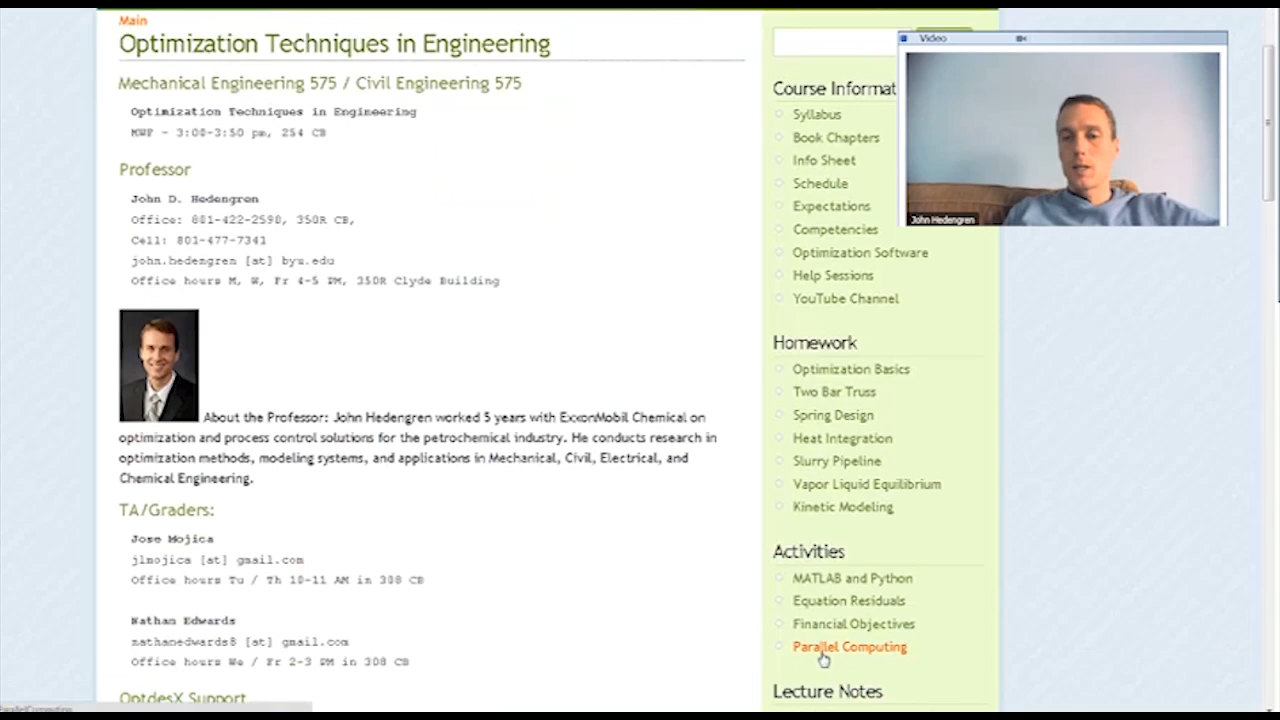 Main
Optimization Techniques in Engineering
Mechanical Engineering 575 / Civil Engineering 575
Optimization Techniques in Engineering
MWF - 3:00-3:50 pm, 254 CB
Professor
John D. Hedengren
Office: 801-422-2590, 350R CB,
Cell: 801-477-7341
john.hedengren [at] byu.edu
Office hours M, W, Fr 4-5 PM, 350R Clyde Building
About the Professor: John Hedengren worked 5 years with ExxonMobil Chemical on
optimization and process control solutions for the petrochemical industry. He conducts research in
optimization methods, modeling systems, and applications in Mechanical, Civil, Electrical, and
Chemical Engineering.
TA/Graders:
Jose Mojica
jlmojica [at] gmail.com
Office hours Tu / Th 10-11 AM in 308 CB
Nathan Edwards
nathanedwards8 [at] gmail.com
Office hours We / Fr 2-3 PM in 308 CB
OptdesX Support
ParallelComputing
Course Informat
Syllabus
Book Chapters
Info Sheet
Schedule
Expectations
Competencies
Optimization Software
Help Sessions
YouTube Channel
Homework
Optimization Basics
Two Bar Truss
Spring Design
Heat Integration
Slurry Pipeline
Vapor Liquid Equilibrium
Kinetic Modeling
Activities
MATLAB and Python
Equation Residuals
Financial Objectives
Parallel Computing
Lecture Notes
Video
John Hedengren